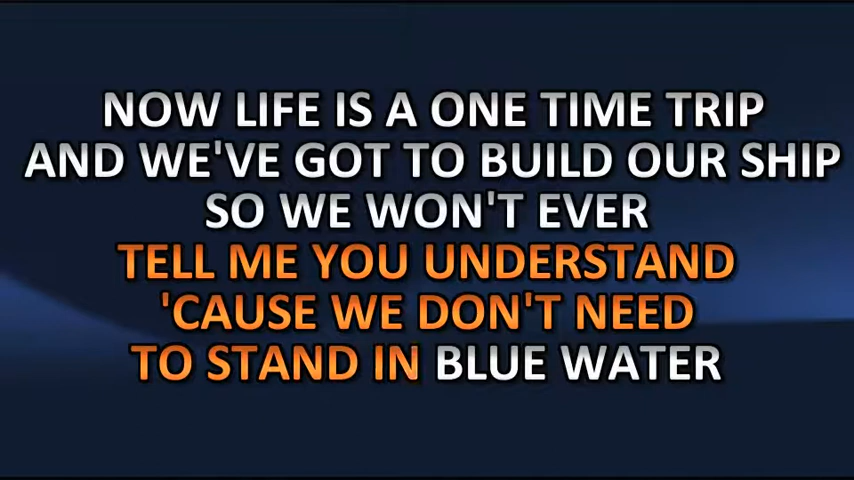 NOW LIFE IS A ONE TIME TRIP
AND WE'VE GOT TO BUILD OUR SHIP
SO WE WON'T EVER
TELL ME YOU UNDERSTAND
'CAUSE WE DON'T NEED
TO STAND IN BLUE WATER